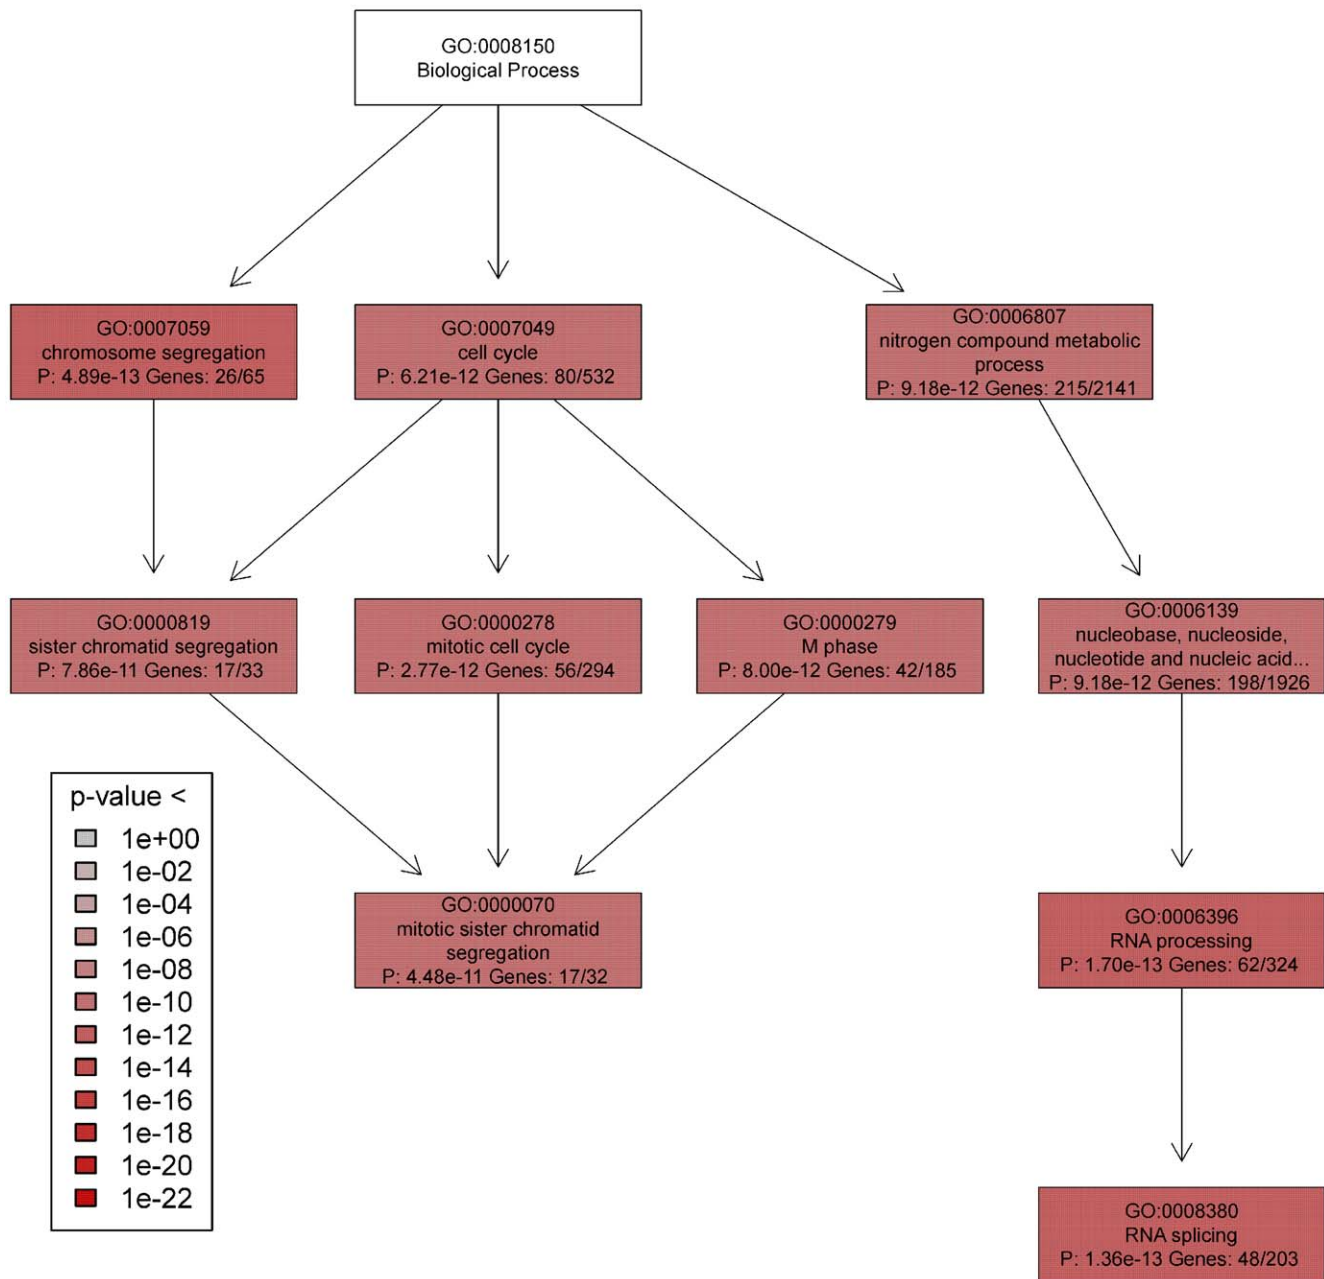 GO:0008150
Biological Process
GO:0007059
chromosome segregation
P: 4.89e-13 Genes: 26/65
GO:0007049
cell cycle
P: 6.21e-12 Genes: 80/532
GO:0006807
nitrogen compound metabolic
process
P: 9.18e-12 Genes: 215/2141
GO:0000819
sister chromatid segregation
P: 7.86e-11 Genes: 17/33
GO:0000278
mitotic cell cycle
P: 2.77e-12 Genes: 56/294
GO:0000279
M phase
P: 8.00e-12 Genes: 42/185
GO:0006139
nucleobase, nucleoside,
nucleotide and nucleic acid...
P: 9.18e-12 Genes: 198/1926
p-value <
1e+00
1e-02
1e-04
1e-06
1e-08
1e-10
1e-12
1e-14
1e-16
1e-18
1e-20
1e-22
GO:0000070
mitotic sister chromatid
segregation
P: 4.48e-11 Genes: 17/32
GO:0006396
RNA processing
P: 1.70e-13 Genes: 62/324
GO:0008380
RNA splicing
P: 1.36e-13 Genes: 48/203